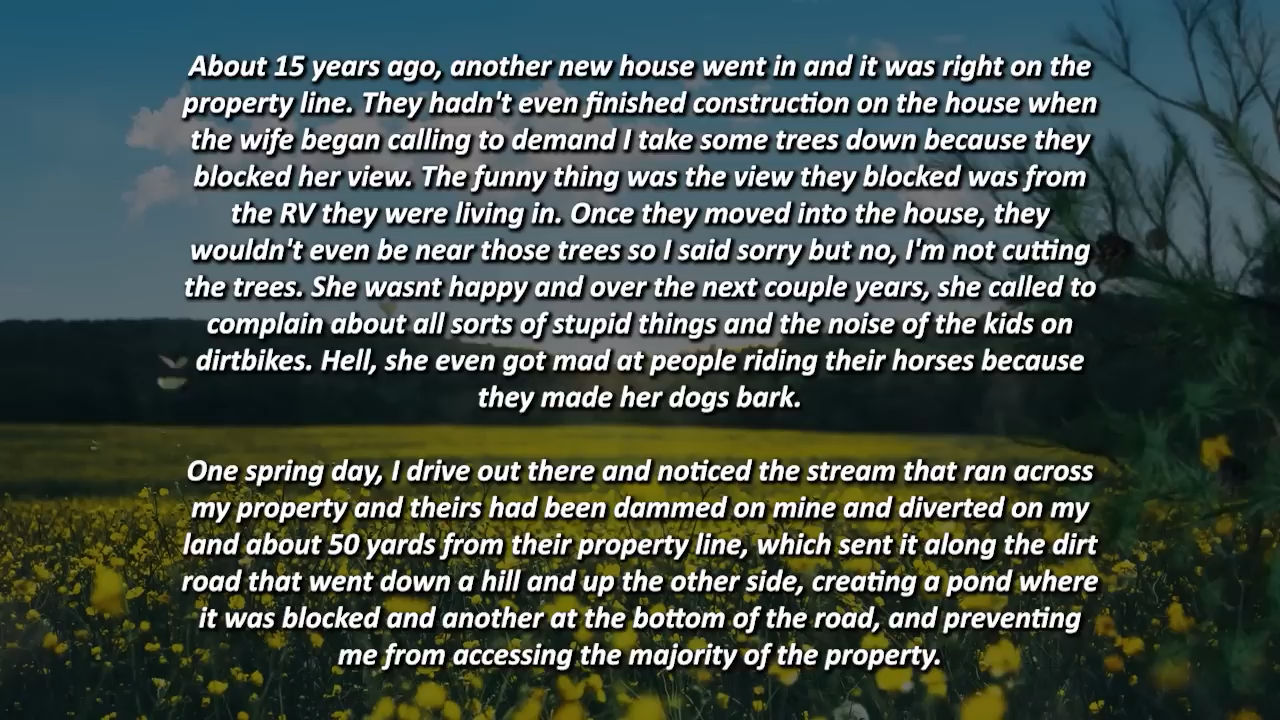 About 15 years ago, another new house went in and it was right on the
property line. They hadn't even finished construction on the house when
the wife began calling to demand I take some trees down because they
blocked her view. The funny thing was the view they blocked was from
the RV they were living in. Once they moved into the house, they
wouldn't even be near those trees so I said sorry but no, I'm not cutting
the trees. She wasnt happy and over the next couple years, she called to
complain about all sorts of stupid things and the noise of the kids on
dirtbikes. Hell, she even got mad at people riding their horses because
they made her dogs bark.
One spring day, I drive out there and noticed the stream that ran across
my property and theirs had been dammed on mine and diverted on my
land about 50 yards from their property line, which sent it along the dirt
road that went down a hill and up the other side, creating a pond where
it was blocked and another at the bottom of the road, and preventing
me from accessing the majority of the property.